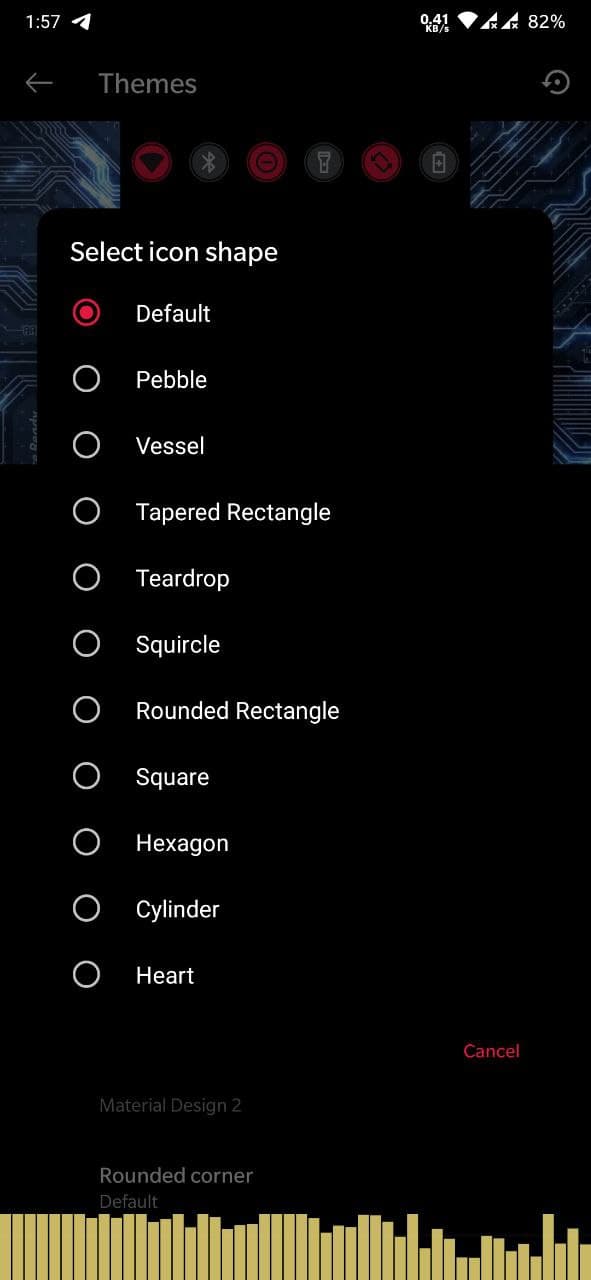 1:57
0.41
KB/s
82%
Themes
Select icon shape
Default
Pebble
Vessel
Tapered Rectangle
Teardrop
Squircle
Rounded Rectangle
Square
Hexagon
Cylinder
Heart
Cancel
Material Design 2
Rounded corner
Default